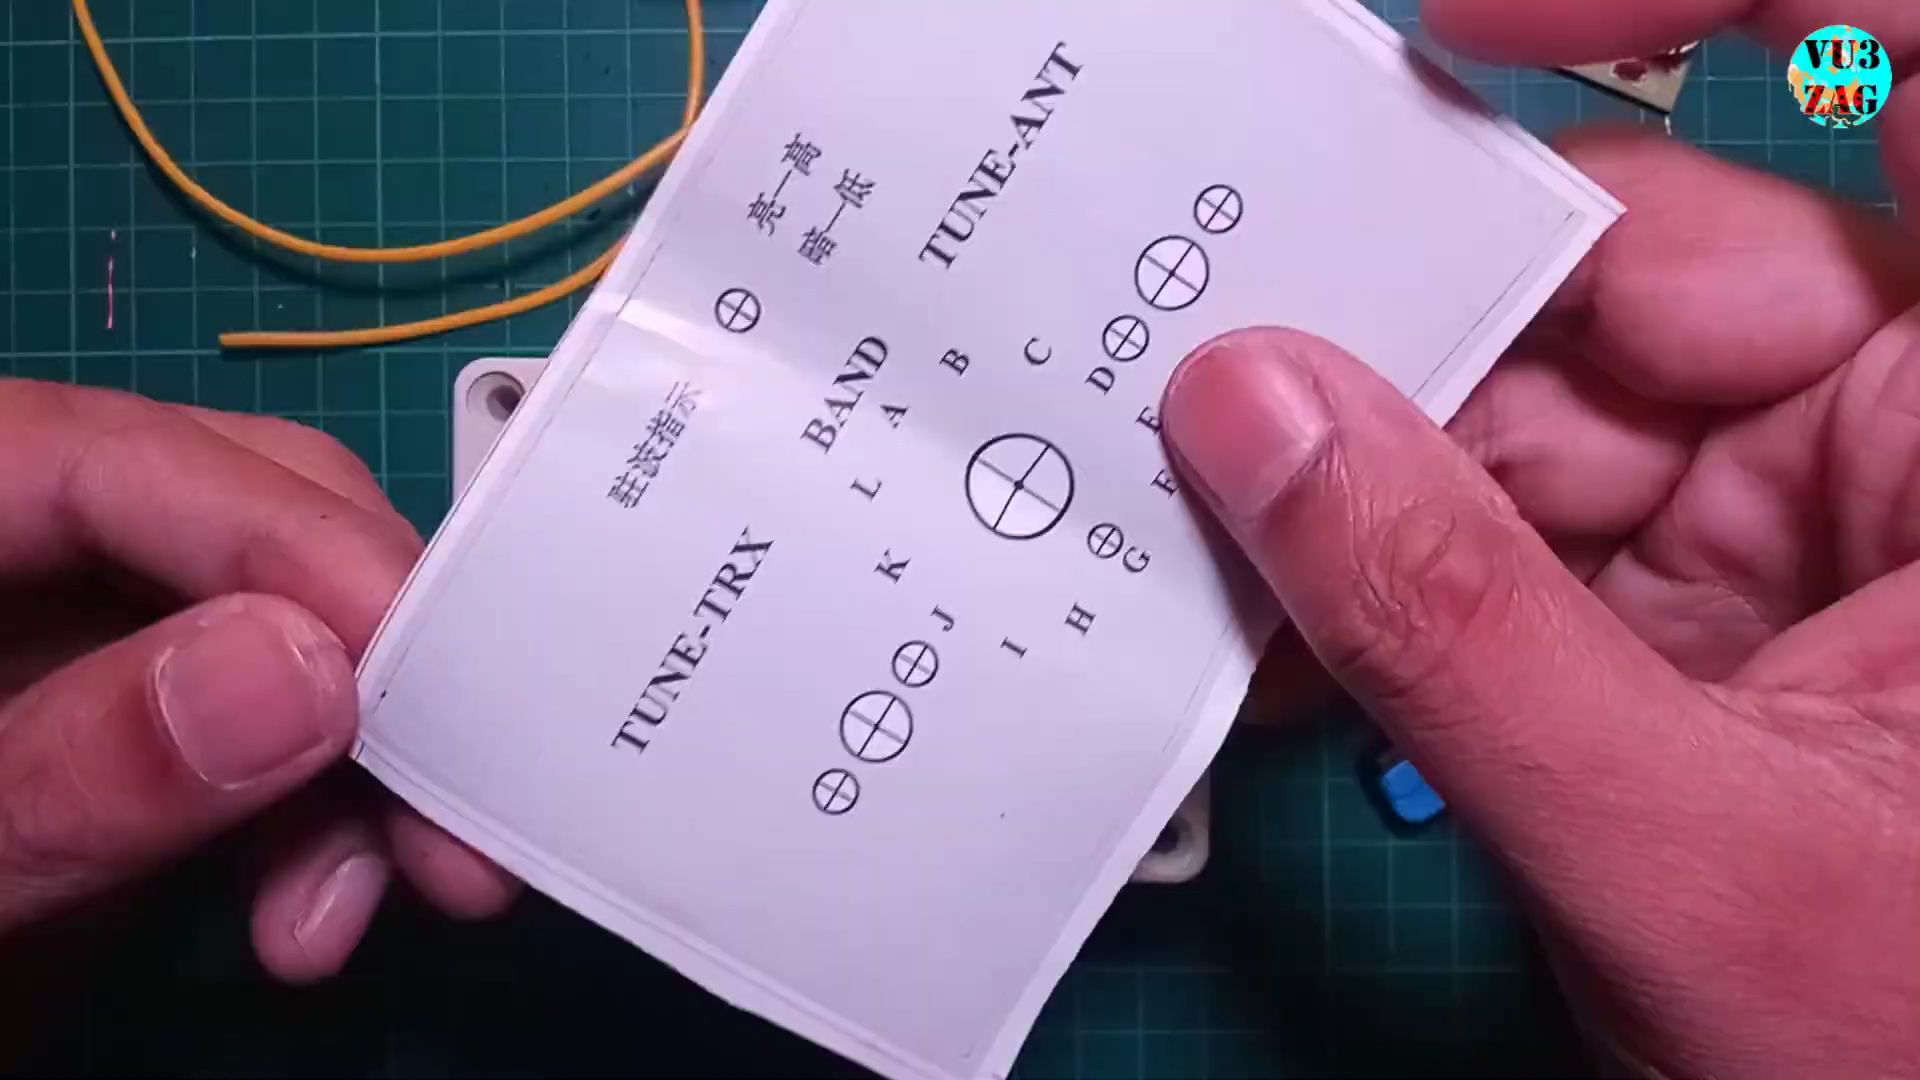 VU3
ZAG
亮—高
暗—低
驻波指示
TUNE-TRX
BAND
TUNE-ANT
A
B
C
D
E
F
G
H
I
J
K
L